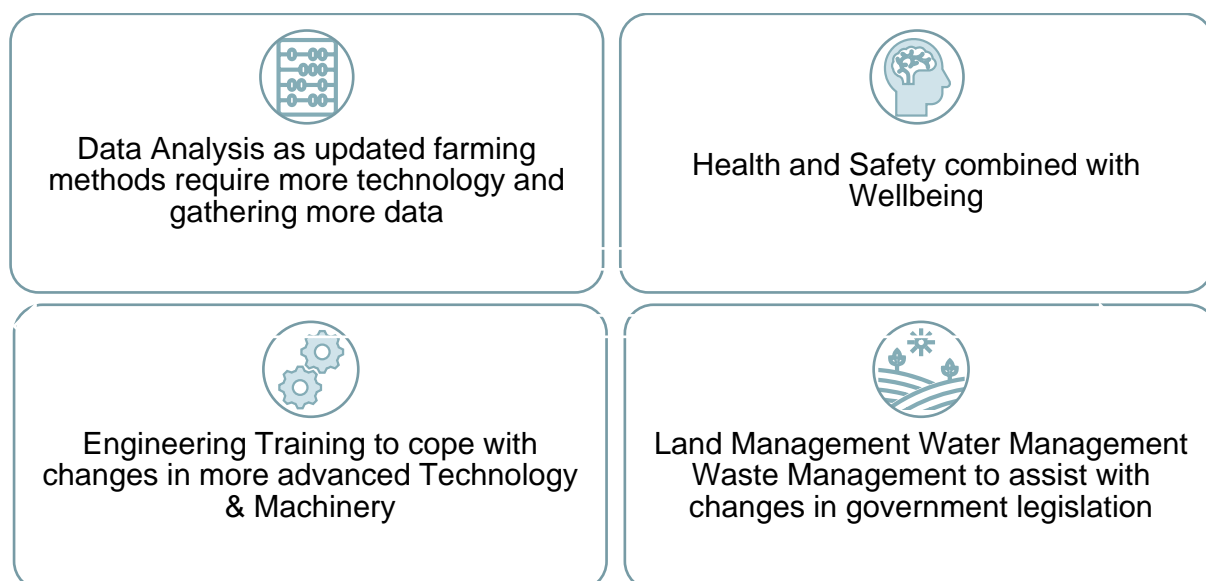 Data Analysis as updated farming
methods require more technology and
gathering more data
Health and Safety combined with
Wellbeing
Engineering Training to cope with
changes in more advanced Technology
& Machinery
Land Management Water Management
Waste Management to assist with
changes in government legislation